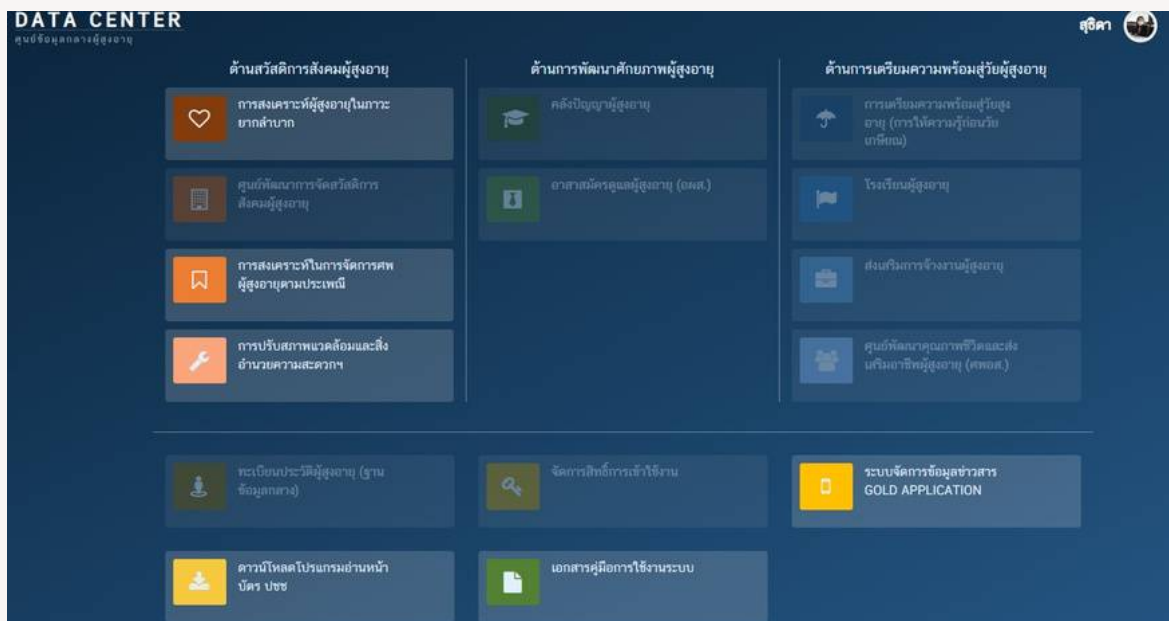 DATA CENTER
ศูนย์ข้อมูลกลางผู้สูงอายุ
สุธิดา
ด้านสวัสดิการสังคมผู้สูงอายุ
การสงเคราะห์ผู้สูงอายุในภาวะ
ยากลำบาก
ศูนย์พัฒนาการจัดสวัสดิการ
สังคมผู้สูงอายุ
การสงเคราะห์ในการจัดการศพ
ผู้สูงอายุตามประเพณี
การปรับสภาพแวดล้อมและสิ่ง
อำนวยความสะดวกฯ
ด้านการพัฒนาศักยภาพผู้สูงอายุ
คลังปัญญาผู้สูงอายุ
อาสาสมัครดูแลผู้สูงอายุ (อผส.)
ด้านการเตรียมความพร้อมสู่วัยผู้สูงอายุ
การเตรียมความพร้อมสู่วัยสูง
อายุ (การให้ความรู้ก่อนวัย
เกษียณ)
โรงเรียนผู้สูงอายุ
ส่งเสริมการจ้างงานผู้สูงอายุ
ศูนย์พัฒนาคุณภาพชีวิตและส่ง
เสริมอาชีพผู้สูงอายุ (ศพอส.)
ทะเบียนประวัติผู้สูงอายุ (ฐาน
ข้อมูลกลาง)
จัดการสิทธิ์การเข้าใช้งาน
ระบบจัดการข้อมูลข่าวสาร
GOLD APPLICATION
ดาวน์โหลดโปรแกรมอ่านหน้า
บัตร ปชช
เอกสารคู่มือการใช้งานระบบ